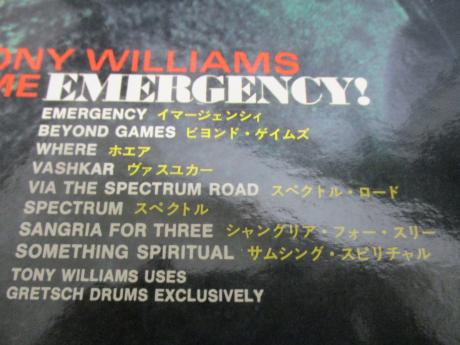 ONY WILLIAMS
ME EMERGENCY!
EMERGENCY イマージェンシィ
BEYOND GAMES ビヨンド・ゲイムズ
WHERE ホエア
VASHKAR ヴァスユカー
VIA THE SPECTRUM ROAD スペクトル・ロード
SPECTRUM スペクトル
SANGRIA FOR THREE シャングリア・フォー・スリー
SOMETHING SPIRITUAL サムシング・スピリチャル
TONY WILLIAMS USES
GRETSCH DRUMS EXCLUSIVELY